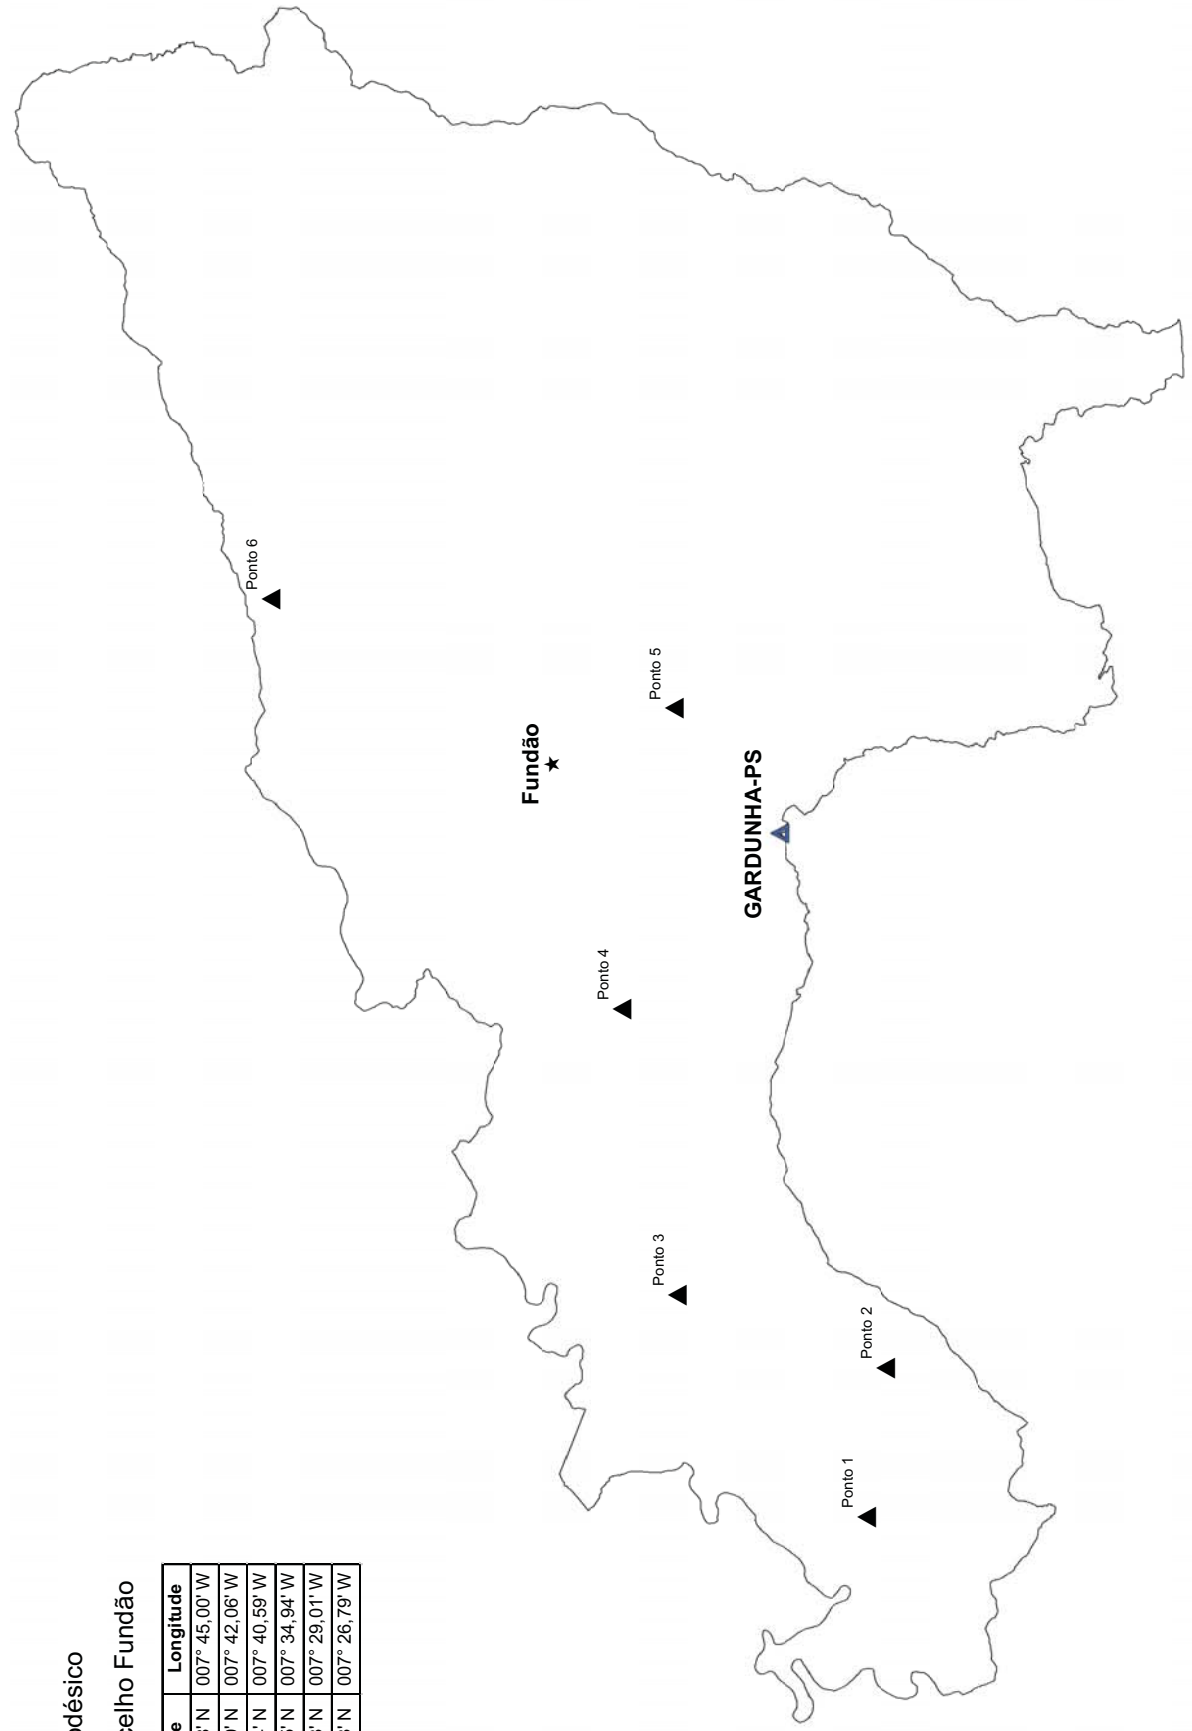 odésico
celho Fundão
e Longitude
' N 007° 45,00' W
' N 007° 42,06' W
' N 007° 40,59' W
' N 007° 34,94' W
' N 007° 29,01' W
' N 007° 26,79' W
Ponto 6
Fundão
Ponto 5
GARDUNHA-PS
Ponto 4
Ponto 3
Ponto 2
Ponto 1